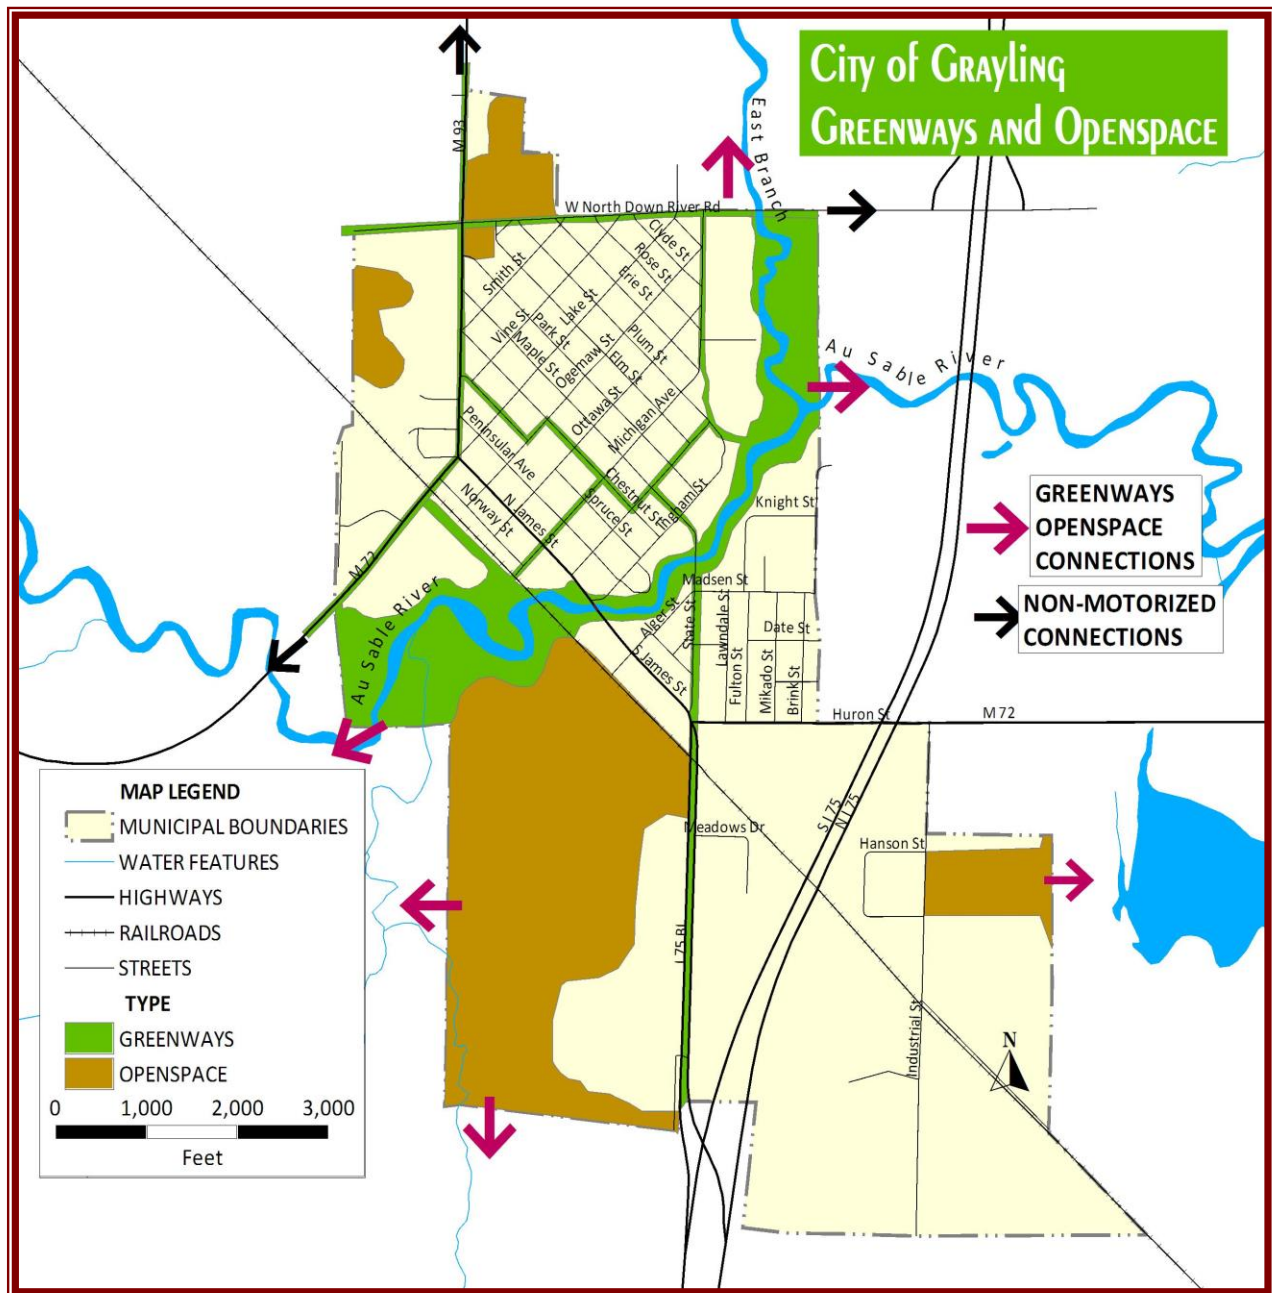 City of Grayling
Greenways and Openspace
M 93
East Branch
W North Down River Rd
Clyde St
Rose St
Erie St
Smith St
Lake St
Vine St
Park St
Maple St
Ogemaw St
Plum St
Elm St
Au Sable River
Ottawa St
Michigan Ave
Peninsular Ave
Chestnut St
Ingham St
Spruce St
N James St
Norway St
Knight St
GREENWAYS
OPENSPACE
CONNECTIONS
NON-MOTORIZED
CONNECTIONS
M 72
Au Sable River
Madsen St
Alger St
State St
Lawndale St
Date St
S James St
Fulton St
Mikado St
Brink St
Huron St
M 72
S I 75
N I 75
Meadows Dr
Hanson St
I 75 BL
Industrial St
N
MAP LEGEND
MUNICIPAL BOUNDARIES
WATER FEATURES
HIGHWAYS
RAILROADS
STREETS
TYPE
GREENWAYS
OPENSPACE
0 1,000 2,000 3,000
Feet